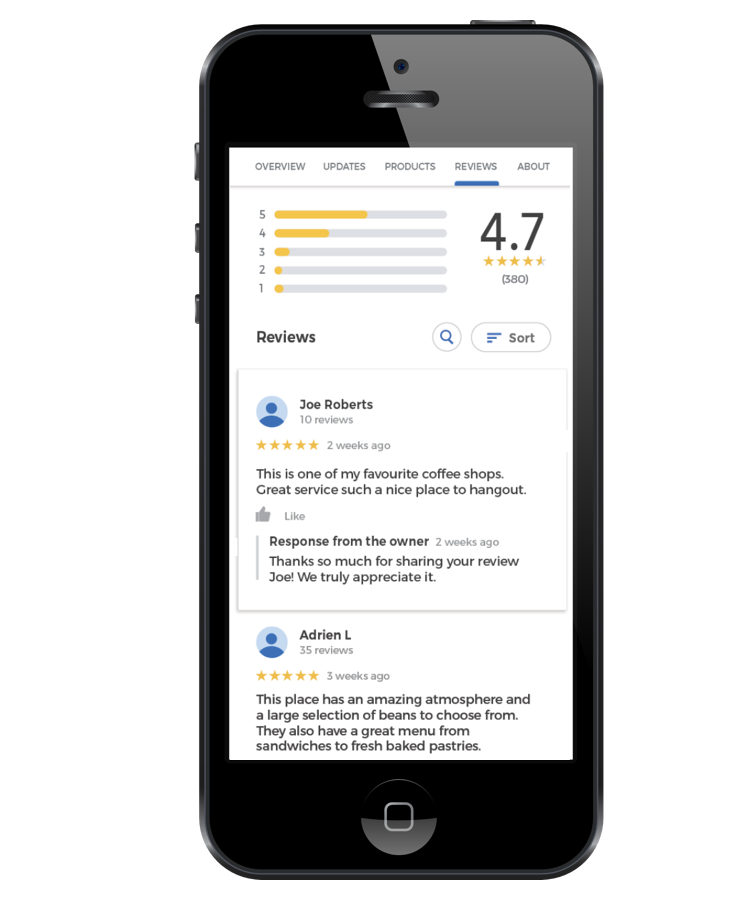 OVERVIEW UPDATES PRODUCTS REVIEWS ABOUT
5
4
3
2
1
4.7
(380)
Reviews
Sort
Joe Roberts
10 reviews
2 weeks ago
This is one of my favourite coffee shops.
Great service such a nice place to hangout.
Like
Response from the owner 2 weeks ago
Thanks so much for sharing your review
Joe! We truly appreciate it.
Adrien L
35 reviews
3 weeks ago
This place has an amazing atmosphere and
a large selection of beans to choose from.
They also have a great menu from
sandwiches to fresh baked pastries.